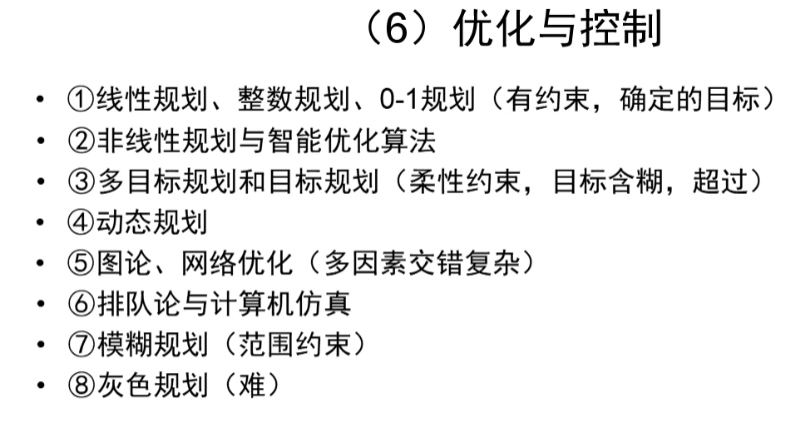 （6）优化与控制
• ①线性规划、整数规划、0-1规划（有约束，确定的目标）
• ②非线性规划与智能优化算法
• ③多目标规划和目标规划（柔性约束，目标含糊，超过）
• ④动态规划
• ⑤图论、网络优化（多因素交错复杂）
• ⑥排队论与计算机仿真
• ⑦模糊规划（范围约束）
• ⑧灰色规划（难）